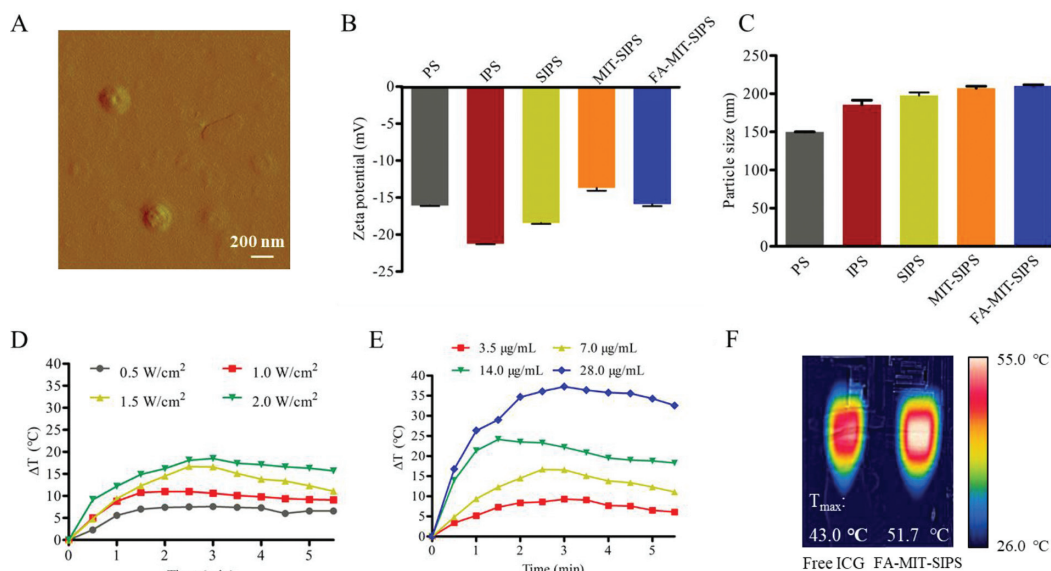 A
200 nm
B
PS
IPS
SIPS
MIT-SIPS
FA-MIT-SIPS
Zeta potential (mV)
0
-5
-10
-15
-20
-25
C
Particle size (nm)
250
200
150
100
50
0
PS
IPS
SIPS
MIT-SIPS
FA-MIT-SIPS
D
0.5 W/cm²
1.0 W/cm²
1.5 W/cm²
2.0 W/cm²
ΔT (℃)
40
35
30
25
20
15
10
5
0
0 1 2 3 4 5
E
3.5 μg/mL
7.0 μg/mL
14.0 μg/mL
28.0 μg/mL
ΔT (℃)
40
35
30
25
20
15
10
5
0
0 1 2 3 4 5
Time (min)
F
55.0 ℃
26.0 ℃
Tmax:
43.0 ℃ 51.7 ℃
Free ICG FA-MIT-SIPS